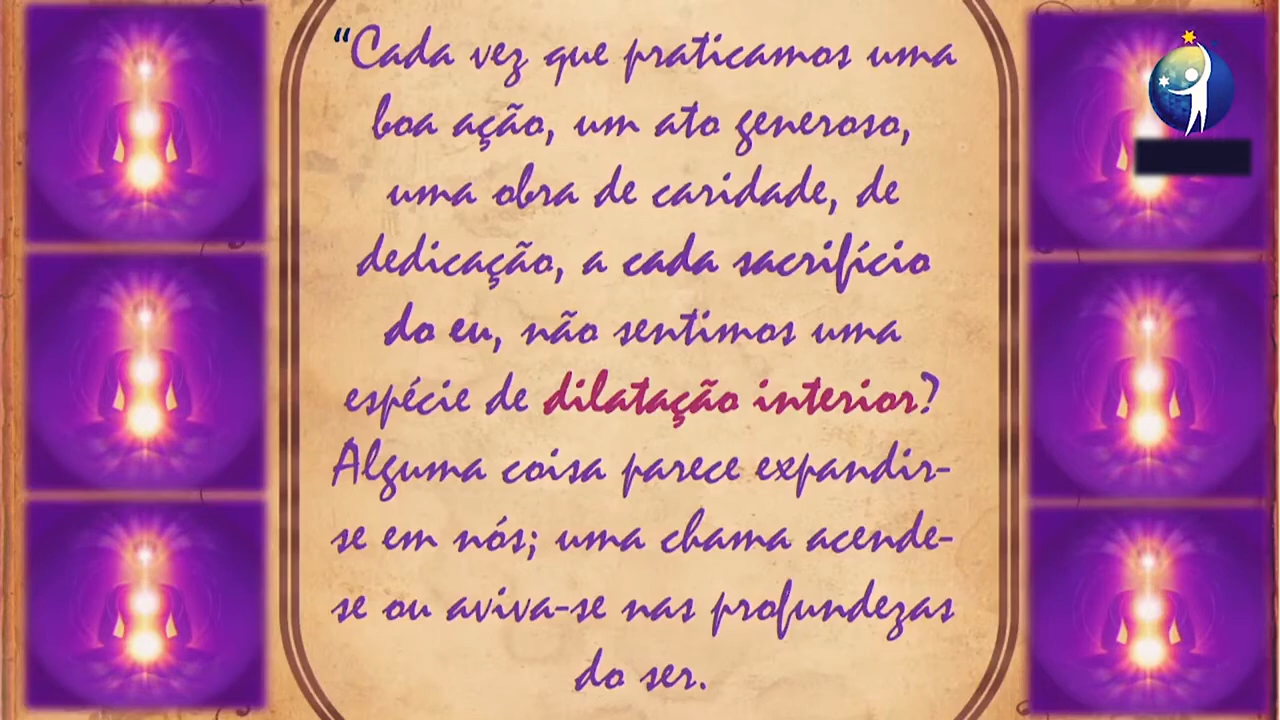 “Cada vez que praticamos uma
boa ação, um ato generoso,
uma obra de caridade, de
dedicação, a cada sacrifício
do eu, não sentimos uma
espécie de dilatação interior?
Alguma coisa parece expandir-
se em nós; uma chama acende-
se ou aviva-se nas profundezas
do ser.